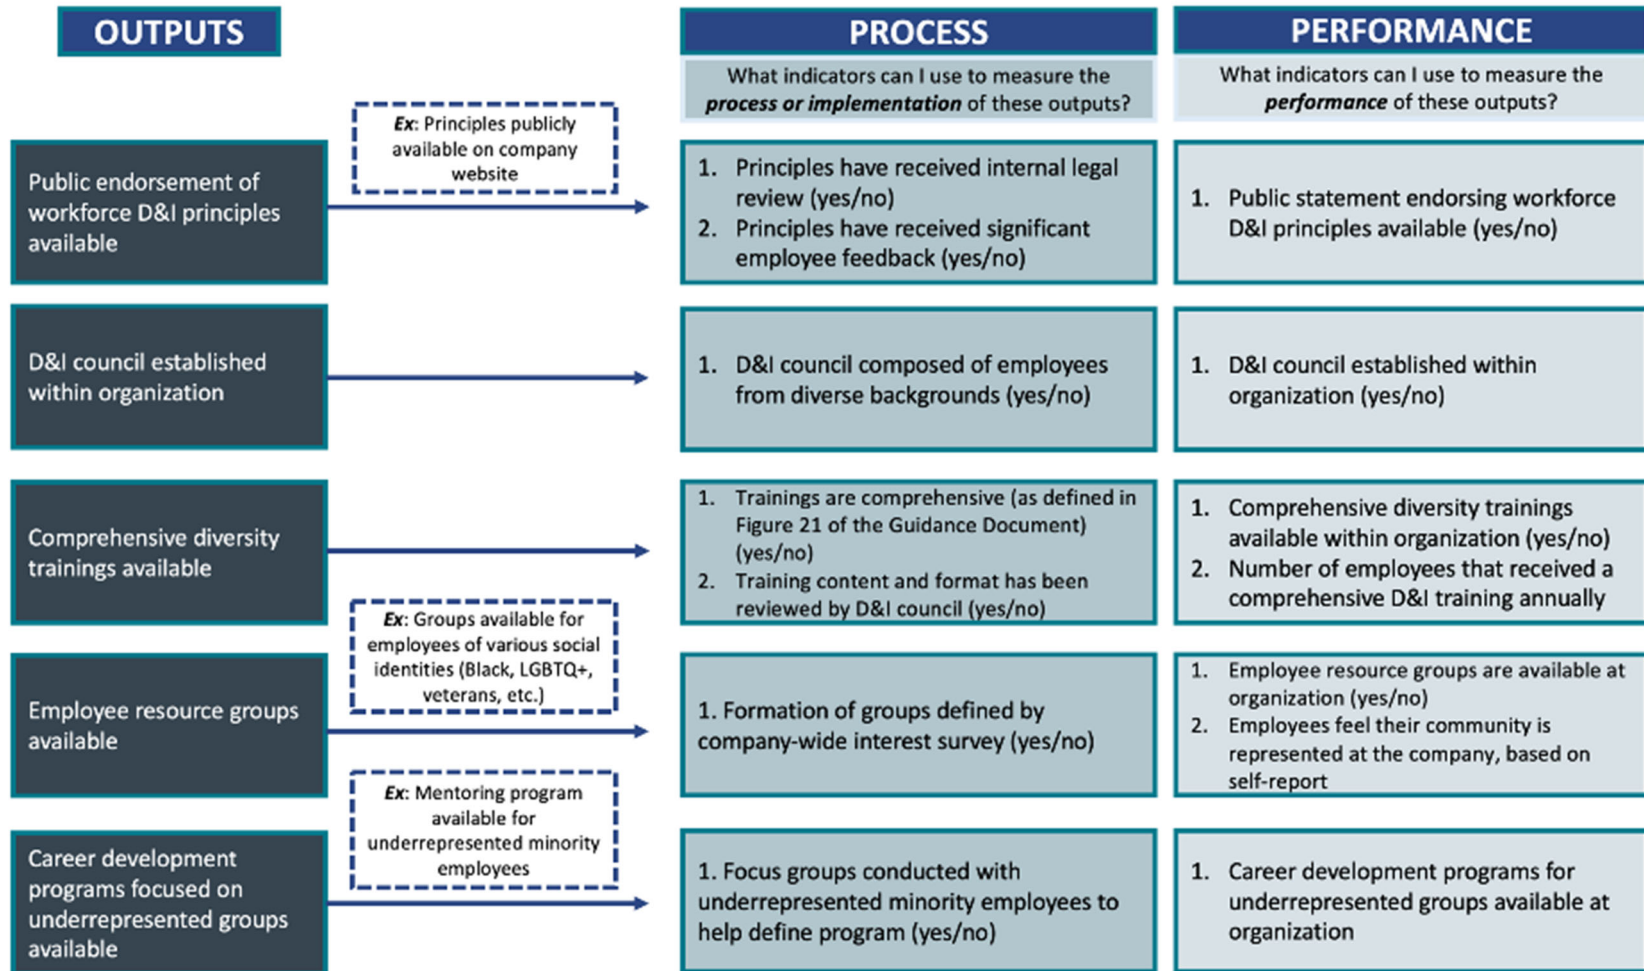 OUTPUTS
PROCESS
PERFORMANCE
What indicators can I use to measure the
process or implementation of these outputs?
What indicators can I use to measure the
performance of these outputs?
Public endorsement of
workforce D&I principles
available
Ex: Principles publicly
available on company
website
1. Principles have received internal legal
review (yes/no)
2. Principles have received significant
employee feedback (yes/no)
1. Public statement endorsing workforce
D&I principles available (yes/no)
D&I council established
within organization
1. D&I council composed of employees
from diverse backgrounds (yes/no)
1. D&I council established within
organization (yes/no)
Comprehensive diversity
trainings available
1. Trainings are comprehensive (as defined in
Figure 21 of the Guidance Document)
(yes/no)
2. Training content and format has been
reviewed by D&I council (yes/no)
1. Comprehensive diversity trainings
available within organization (yes/no)
2. Number of employees that received a
comprehensive D&I training annually
Employee resource groups
available
Ex: Groups available for
employees of various social
identities (Black, LGBTQ+,
veterans, etc.)
1. Formation of groups defined by
company-wide interest survey (yes/no)
1. Employee resource groups are available at
organization (yes/no)
2. Employees feel their community is
represented at the company, based on
self-report
Career development
programs focused on
underrepresented groups
available
Ex: Mentoring program
available for
underrepresented minority
employees
1. Focus groups conducted with
underrepresented minority employees to
help define program (yes/no)
1. Career development programs for
underrepresented groups available at
organization